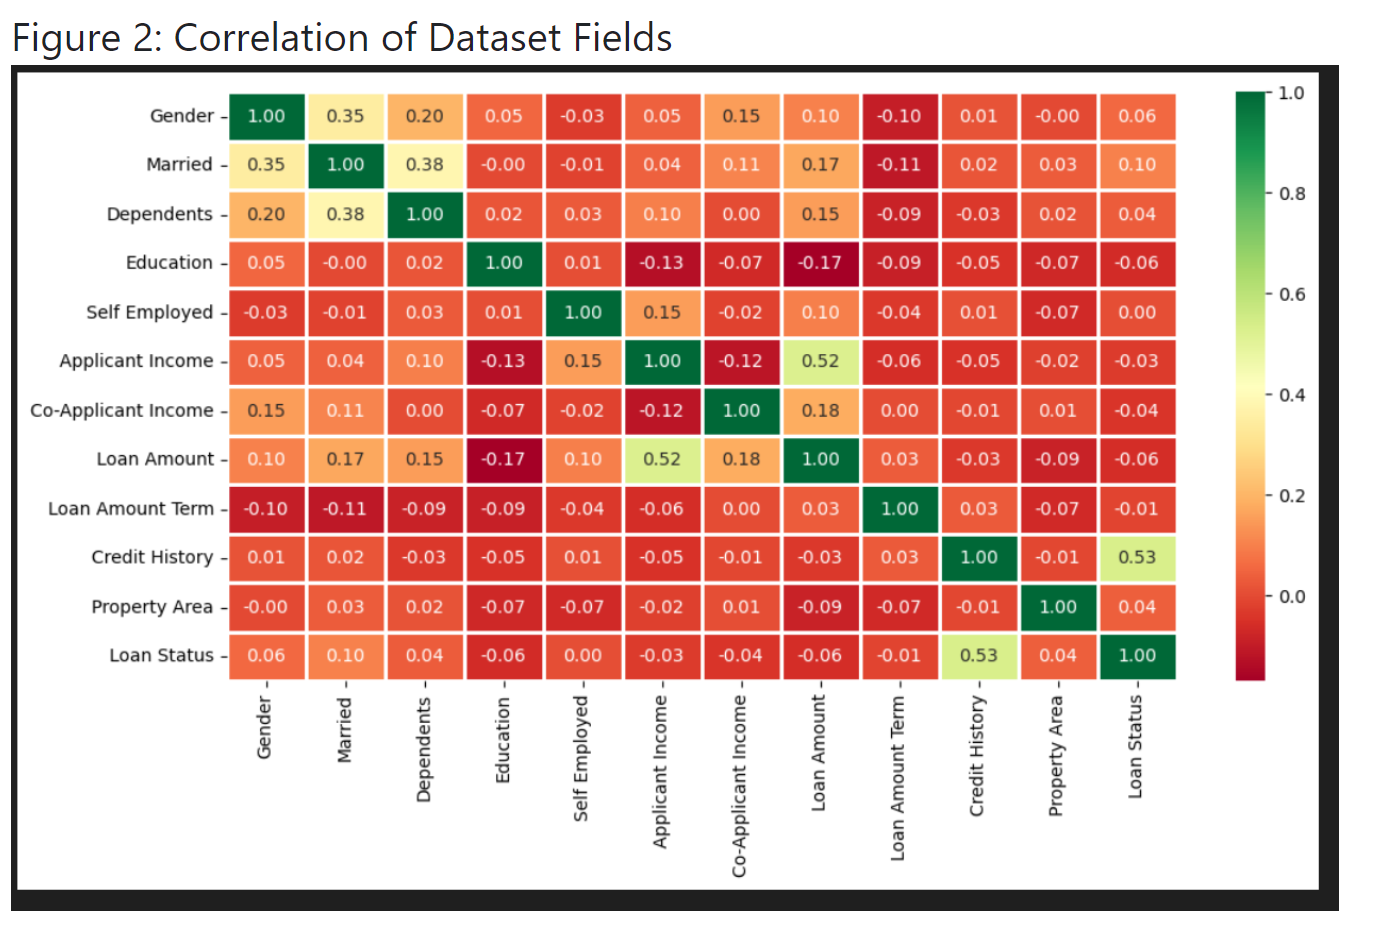 Figure 2: Correlation of Dataset Fields
Gender 1.00 0.35 0.20 0.05 -0.03 0.05 0.15 0.10 -0.10 0.01 -0.00 0.06
Married 0.35 1.00 0.38 -0.00 -0.01 0.04 0.11 0.17 -0.11 0.02 0.03 0.10
Dependents 0.20 0.38 1.00 0.02 0.03 0.10 0.00 0.15 -0.09 -0.03 0.02 0.04
Education 0.05 -0.00 0.02 1.00 0.01 -0.13 -0.07 -0.17 -0.09 -0.05 -0.07 -0.06
Self Employed -0.03 -0.01 0.03 0.01 1.00 0.15 -0.02 0.10 -0.04 0.01 -0.07 0.00
Applicant Income 0.05 0.04 0.10 -0.13 0.15 1.00 -0.12 0.52 -0.06 -0.05 -0.02 -0.03
Co-Applicant Income 0.15 0.11 0.00 -0.07 -0.02 -0.12 1.00 0.18 0.00 -0.01 0.01 -0.04
Loan Amount 0.10 0.17 0.15 -0.17 0.10 0.52 0.18 1.00 0.03 -0.03 -0.09 -0.06
Loan Amount Term -0.10 -0.11 -0.09 -0.09 -0.04 -0.06 0.00 0.03 1.00 0.03 -0.07 -0.01
Credit History 0.01 0.02 -0.03 -0.05 0.01 -0.05 -0.01 -0.03 0.03 1.00 -0.01 0.53
Property Area -0.00 0.03 0.02 -0.07 -0.07 -0.02 0.01 -0.09 -0.07 -0.01 1.00 0.04
Loan Status 0.06 0.10 0.04 -0.06 0.00 -0.03 -0.04 -0.06 -0.01 0.53 0.04 1.00
Gender
Married
Dependents
Education
Self Employed
Applicant Income
Co-Applicant Income
Loan Amount
Loan Amount Term
Credit History
Property Area
Loan Status
1.0
0.8
0.6
0.4
0.2
0.0